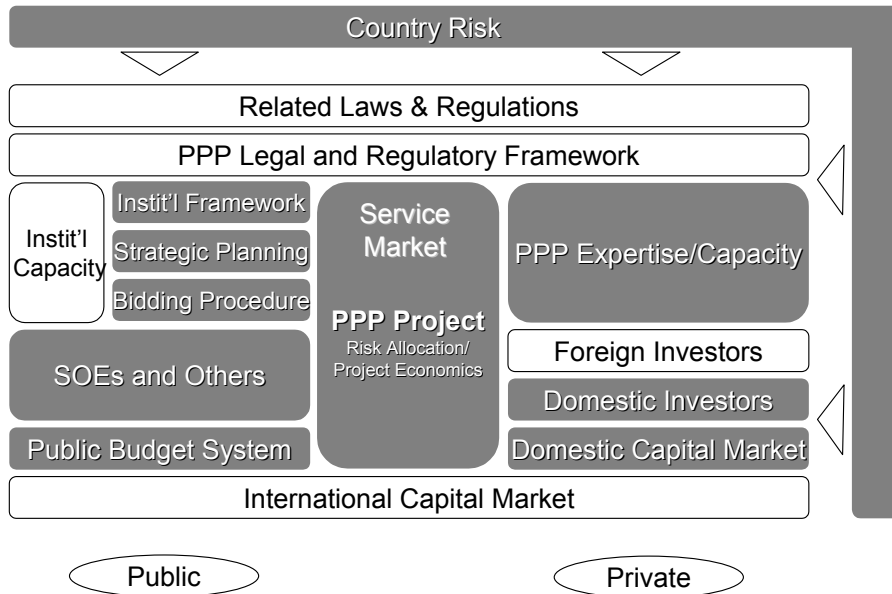 Country Risk
Related Laws & Regulations
PPP Legal and Regulatory Framework
Instit'l
Capacity
Instit'l Framework
Strategic Planning
Bidding Procedure
SOEs and Others
Public Budget System
Service
Market
PPP Project
Risk Allocation/
Project Economics
PPP Expertise/Capacity
Foreign Investors
Domestic Investors
Domestic Capital Market
International Capital Market
Public
Private